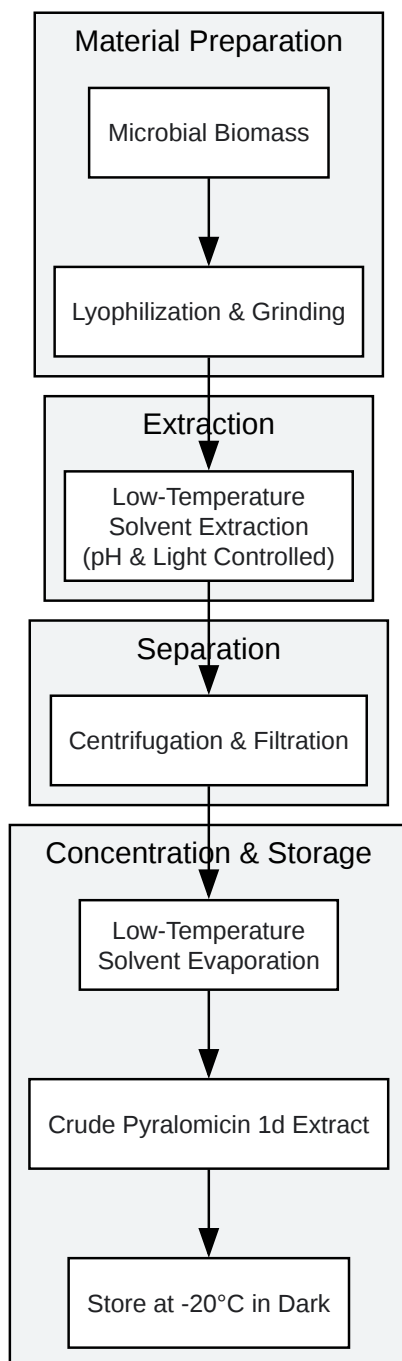 Material Preparation
Microbial Biomass
Lyophilization & Grinding
Extraction
Low-Temperature
Solvent Extraction
(pH & Light Controlled)
Separation
Centrifugation & Filtration
Concentration & Storage
Low-Temperature
Solvent Evaporation
Crude Pyralomicin 1d Extract
Store at -20°C in Dark